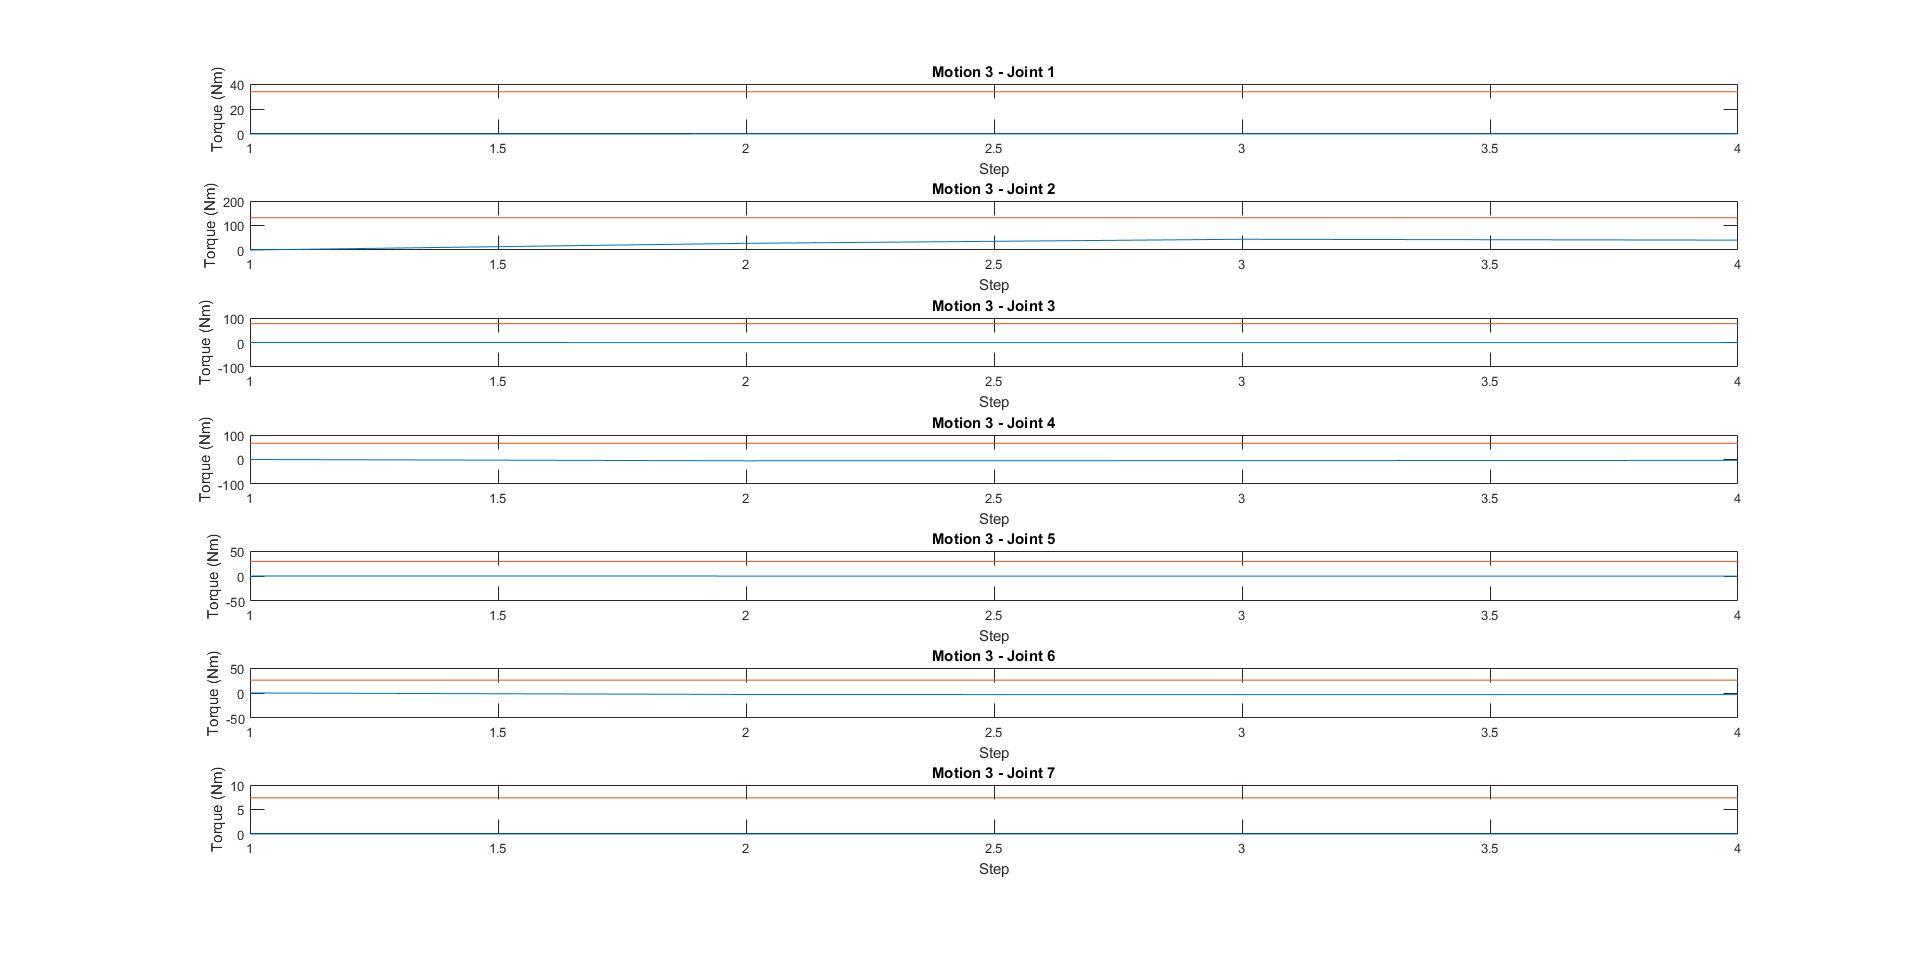 Motion 3 - Joint 1
Torque (Nm)
40
20
0
1 1.5 2 2.5 3 3.5 4
Step
Motion 3 - Joint 2
Torque (Nm)
200
100
0
1 1.5 2 2.5 3 3.5 4
Step
Motion 3 - Joint 3
Torque (Nm)
100
0
-100
1 1.5 2 2.5 3 3.5 4
Step
Motion 3 - Joint 4
Torque (Nm)
100
0
-100
1 1.5 2 2.5 3 3.5 4
Step
Motion 3 - Joint 5
Torque (Nm)
50
0
-50
1 1.5 2 2.5 3 3.5 4
Step
Motion 3 - Joint 6
Torque (Nm)
50
0
-50
1 1.5 2 2.5 3 3.5 4
Step
Motion 3 - Joint 7
Torque (Nm)
10
5
0
1 1.5 2 2.5 3 3.5 4
Step